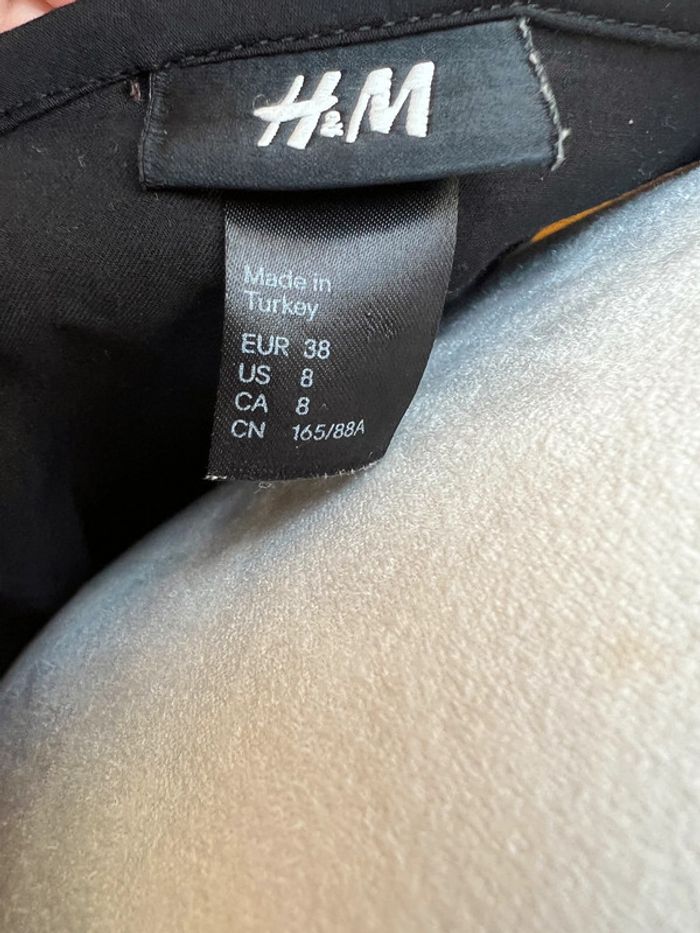 H&M
Made in
Turkey
EUR 38
US 8
CA 8
CN 165/88A